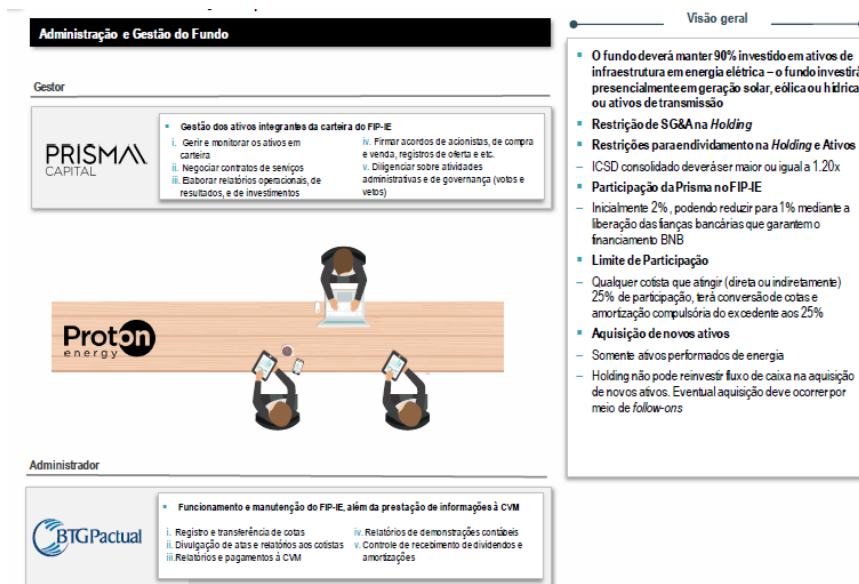 Administração e Gestão do Fundo
Gestor
PRISMA
CAPITAL
▪ Gestão dos ativos integrantes da carteira do FIP-IE
i. Gerir e monitorar os ativos em
carteira
ii. Negociar contratos de serviços
iii. Elaborar relatórios operacionais, de
resultados, e de investimentos
iv. Firmar acordos de acionistas, de compra
e venda, registros de oferta e etc.
v. Diligenciar sobre atividades
administrativas e de governança (votos e
vetos)
Proton
energy
Administrador
BTGPactual
▪ Funcionamento e manutenção do FIP-IE, além da prestação de informações à CVM
i. Registro e transferência de cotas
ii. Divulgação de atas e relatórios aos cotistas
iii. Relatórios e pagamentos à CVM
iv. Relatórios de demonstrações contábeis
v. Controle de recebimento de dividendos e
amortizações
Visão geral
▪ O fundo deverá manter 90% investido em ativos de
infraestrutura em energia elétrica – o fundo investirá
presencialmente em geração solar, eólica ou hídrica
ou ativos de transmissão
▪ Restrição de SG&A na Holding
▪ Restrições para endividamento na Holding e Ativos
– ICSD consolidado deverá ser maior ou igual a 1.20x
▪ Participação da Prisma no FIP-IE
– Inicialmente 2%, podendo reduzir para 1% mediante a
liberação das fianças bancárias que garantem o
financiamento BNB
▪ Limite de Participação
– Qualquer cotista que atingir (direta ou indiretamente)
25% de participação, terá conversão de cotas e
amortização compulsória do excedente aos 25%
▪ Aquisição de novos ativos
– Somente ativos performados de energia
– Holding não pode reinvestir fluxo de caixa na aquisição
de novos ativos. Eventual aquisição deve ocorrer por
meio de follow-ons